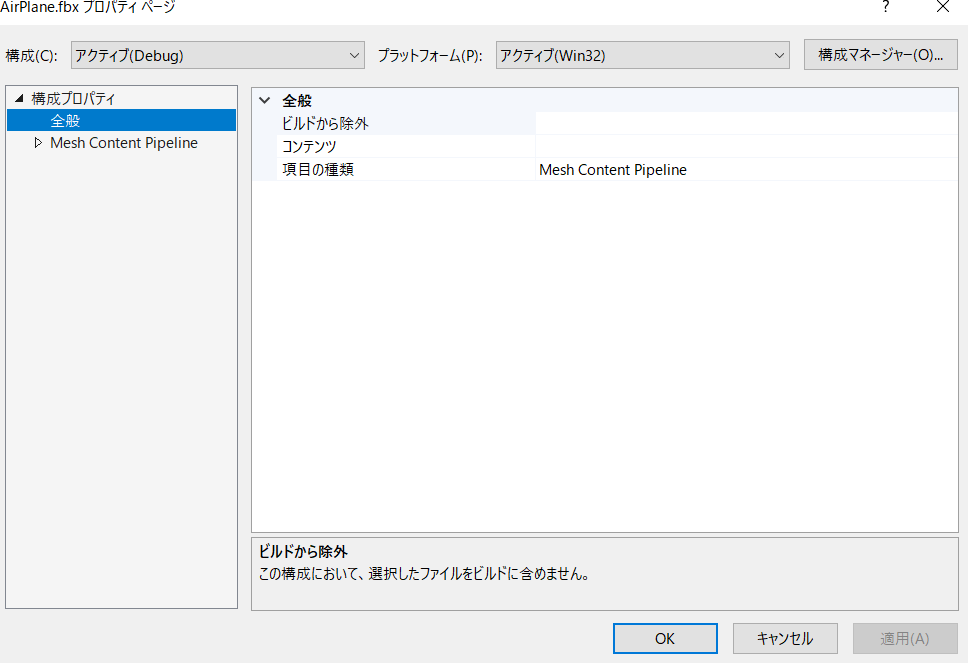 AirPlane.fbx プロパティ ページ
?
構成(C):
アクティブ(Debug)
プラットフォーム(P):
アクティブ(Win32)
構成マネージャー(O)...
構成プロパティ
全般
Mesh Content Pipeline
全般
ビルドから除外
コンテンツ
項目の種類 Mesh Content Pipeline
ビルドから除外
この構成において、選択したファイルをビルドに含めません。
OK
キャンセル
適用(A)